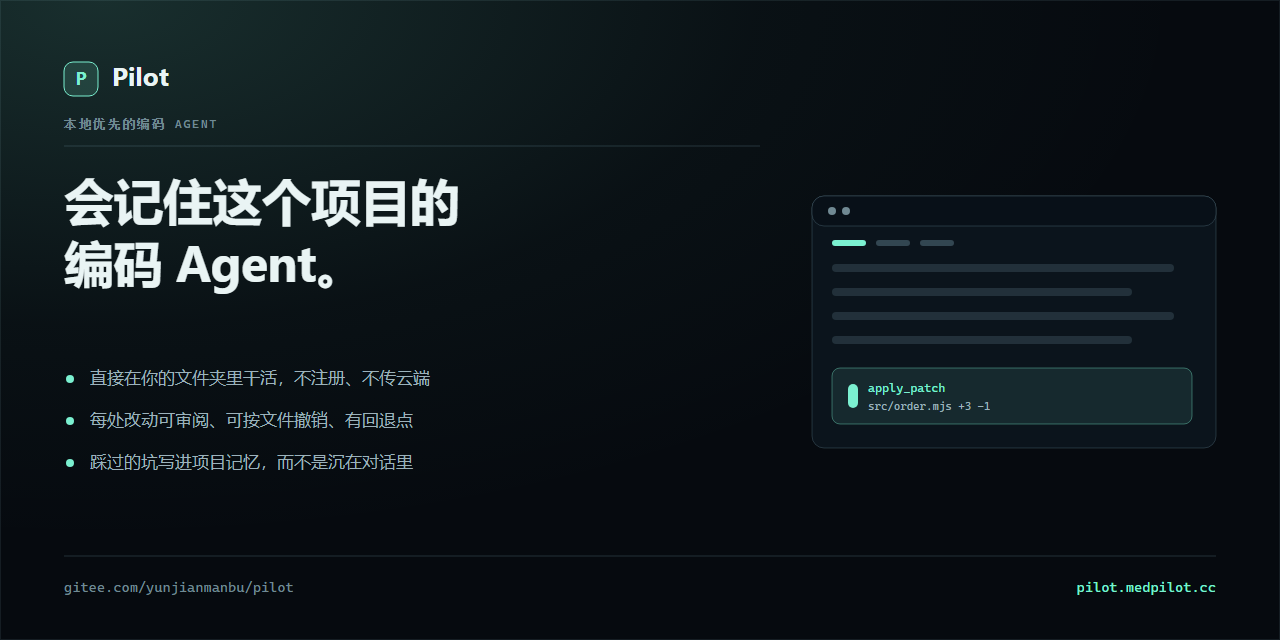 P
Pilot
本地优先的编码 AGENT
会记住这个项目的
编码 Agent。
直接在你的文件夹里干活，不注册、不传云端
每处改动可审阅、可按文件撤销、有回退点
踩过的坑写进项目记忆，而不是沉在对话里
apply_patch
src/order.mjs +3 −1
gitee.com/yunjianmanbu/pilot
pilot.medpilot.cc